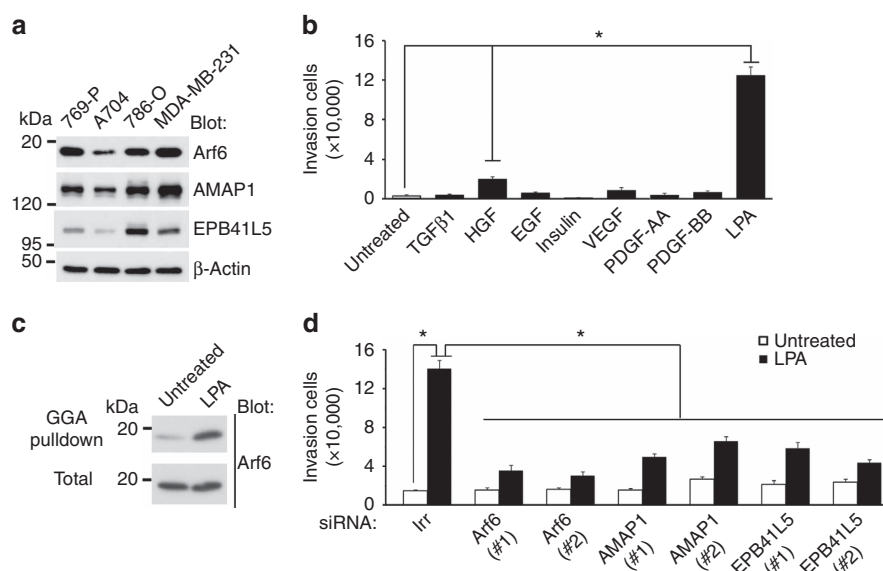 a
769-P
A704
786-O
MDA-MB-231
kDa
Blot:
20
Arf6
AMAP1
120
EPB41L5
95
50
β-Actin
b
*
16
12
8
4
0
Invasion cells
(×10,000)
Untreated
TGFβ1
HGF
EGF
Insulin
VEGF
PDGF-AA
PDGF-BB
LPA
c
Untreated
LPA
kDa
Blot:
GGA
pulldown
20
Arf6
Total
20
d
* *
Untreated
LPA
16
12
8
4
0
Invasion cells
(×10,000)
siRNA:
Irr
Arf6
(#1)
Arf6
(#2)
AMAP1
(#1)
AMAP1
(#2)
EPB41L5
(#1)
EPB41L5
(#2)